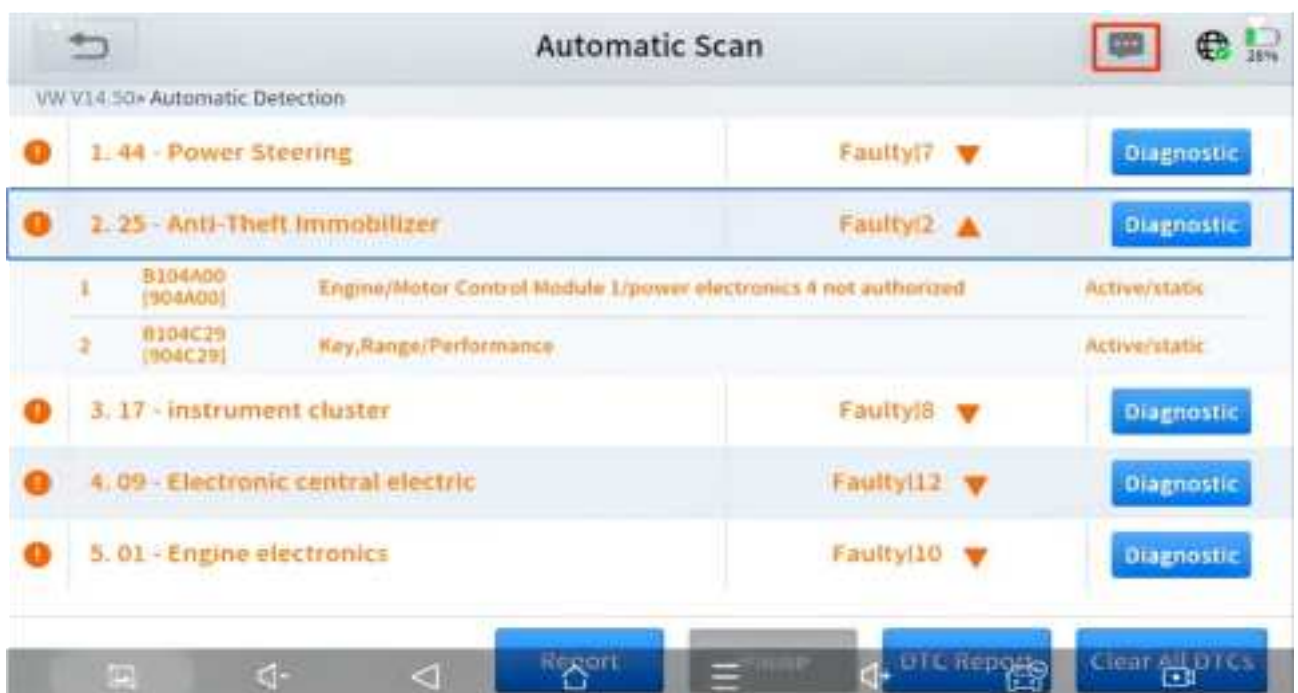 Automatic Scan
28%
VW V14.50> Automatic Detection
1. 44 - Power Steering Faulty|7 Diagnostic
2. 25 - Anti-Theft Immobilizer Faulty|2 Diagnostic
1 B104A00 [904A00] Engine/Motor Control Module 1/power electronics 4 not authorized Active/static
2 B104C29 [904C29] Key,Range/Performance Active/static
3. 17 - instrument cluster Faulty|8 Diagnostic
4. 09 - Electronic central electric Faulty|12 Diagnostic
5. 01 - Engine electronics Faulty|10 Diagnostic
Report DTC Report Clear All DTCs